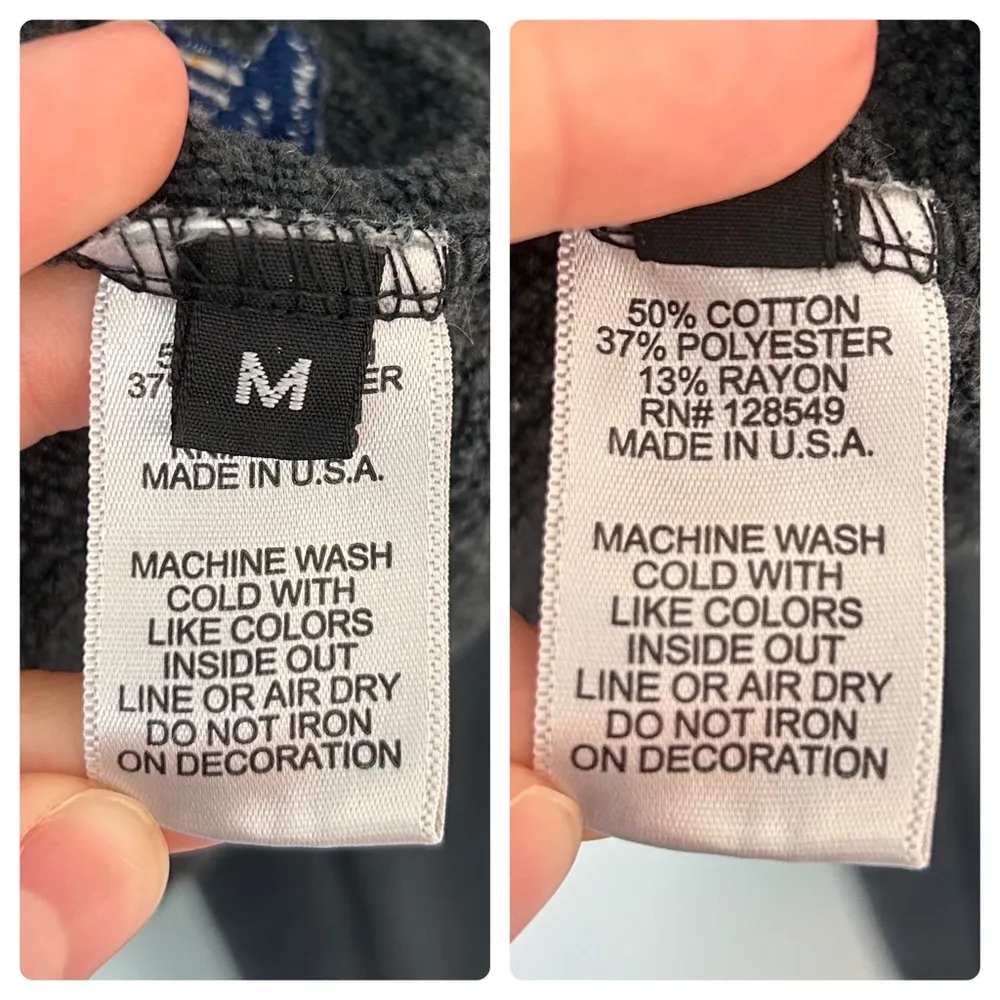 M
37
ER
MADE IN U.S.A.
MACHINE WASH
COLD WITH
LIKE COLORS
INSIDE OUT
LINE OR AIR DRY
DO NOT IRON
ON DECORATION
50% COTTON
37% POLYESTER
13% RAYON
RN# 128549
MADE IN U.S.A.
MACHINE WASH
COLD WITH
LIKE COLORS
INSIDE OUT
LINE OR AIR DRY
DO NOT IRON
ON DECORATION